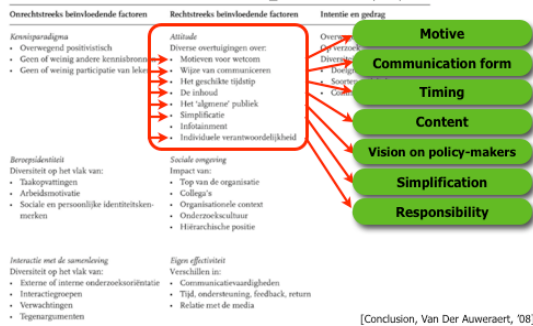 Onrechtstreeks beïnvloedende factoren
Kennisparadigma
• Overwegend positivistisch
• Geen of weinig andere kennisbronnen
• Geen of weinig participatie van leken
Beroepsidentiteit
Diversiteit op het vlak van:
• Taakopvattingen
• Arbeidsmotivatie
• Sociale en persoonlijke identiteitsken-
merken
Interactie met de samenleving
Diversiteit op het vlak van:
• Externe of interne onderzoeksoriëntatie
• Interactiegroepen
• Verwachtingen
• Tegenargumenten
Rechtstreeks beïnvloedende factoren
Attitude
Diverse overtuigingen over:
• Motieven voor wetcom
• Wijze van communiceren
• Het geschikte tijdstip
• De inhoud
• Het 'algmene' publiek
• Simplificatie
• Infotainment
• Individuele verantwoordelijkheid
Sociale omgeving
Impact van:
• Top van de organisatie
• Collega's
• Organisationele context
• Onderzoekscultuur
• Hiërarchische positie
Eigen effectiviteit
Verschillen in:
• Communicatievaardigheden
• Tijd, ondersteuning, feedback, return
• Relatie met de media
Intentie en gedrag
Motive
Communication form
Timing
Content
Vision on policy-makers
Simplification
Responsibility
[Conclusion, Van Der Auweraert, '08]